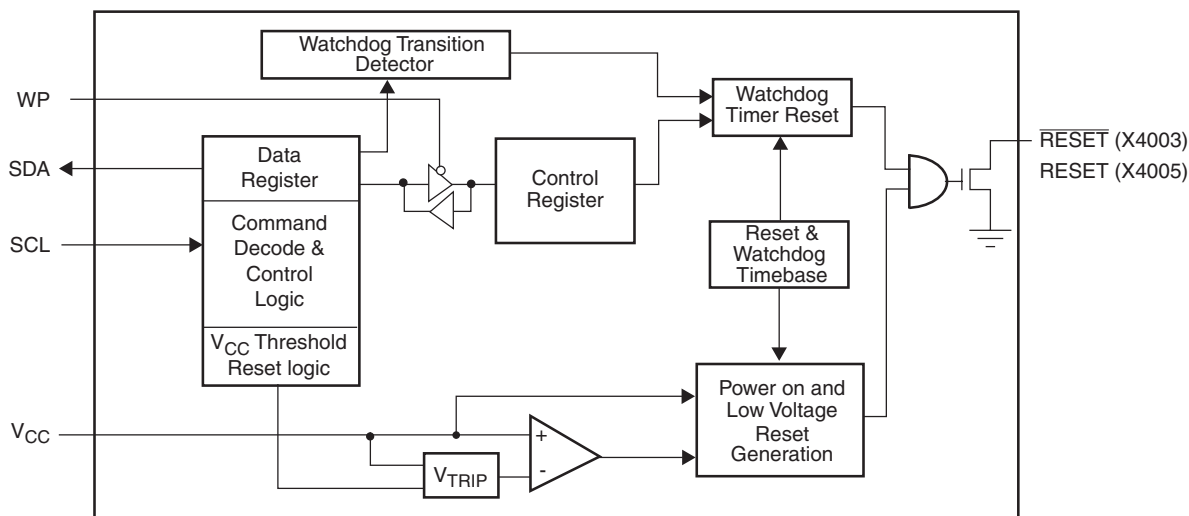 Watchdog Transition
Detector
WP
Watchdog
Timer Reset
RESET (X4003)
RESET (X4005)
SDA
Data
Register
Control
Register
SCL
Command
Decode &
Control
Logic
Reset &
Watchdog
Timebase
VCC Threshold
Reset logic
Power on and
Low Voltage
Reset
Generation
VCC
+
-
VTRIP